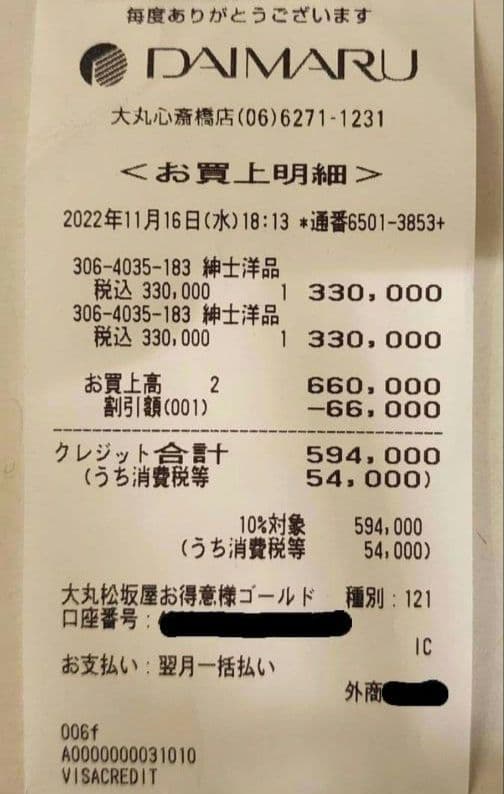 毎度ありがとうございます
DAIMARU
大丸心斎橋店(06)6271-1231
<お買上明細>
2022年11月16日(水)18:13 *通番6501-3853+
306-4035-183 紳士洋品
税込 330,000 1 330,000
306-4035-183 紳士洋品
税込 330,000 1 330,000
お買上高 2 660,000
割引額(001) -66,000
クレジット合計 594,000
(うち消費税等 54,000)
10%対象 594,000
(うち消費税等 54,000)
大丸松坂屋お得意様ゴールド 種別:121
口座番号:
IC
お支払い:翌月一括払い
外商
006f
A0000000031010
VISACREDIT